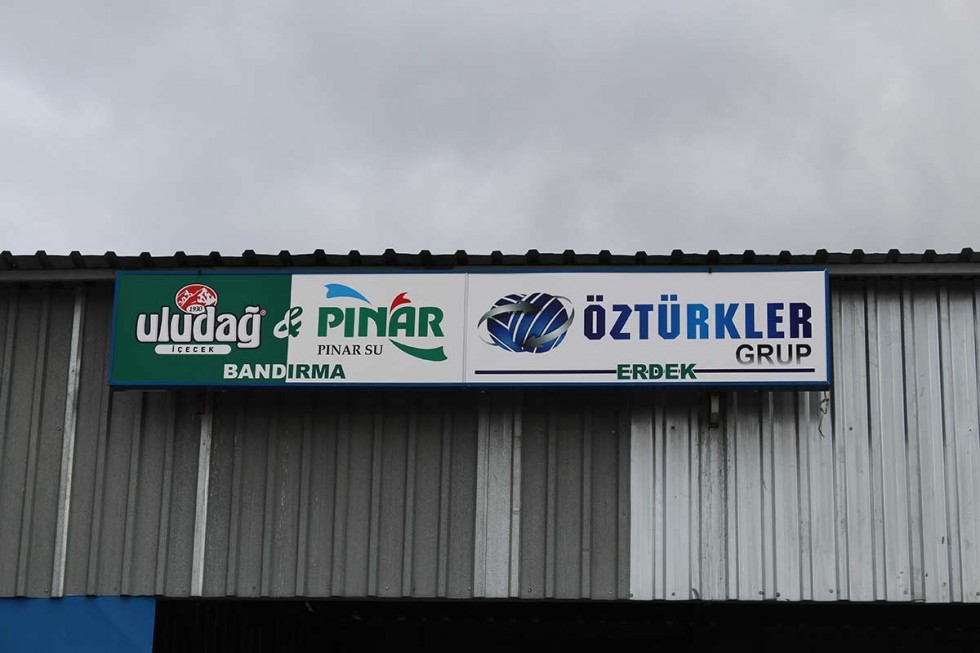 1930
uludağ® & PINAR
İÇECEK
PINAR SU
BANDIRMA
ÖZTÜRKLER
GRUP
ERDEK